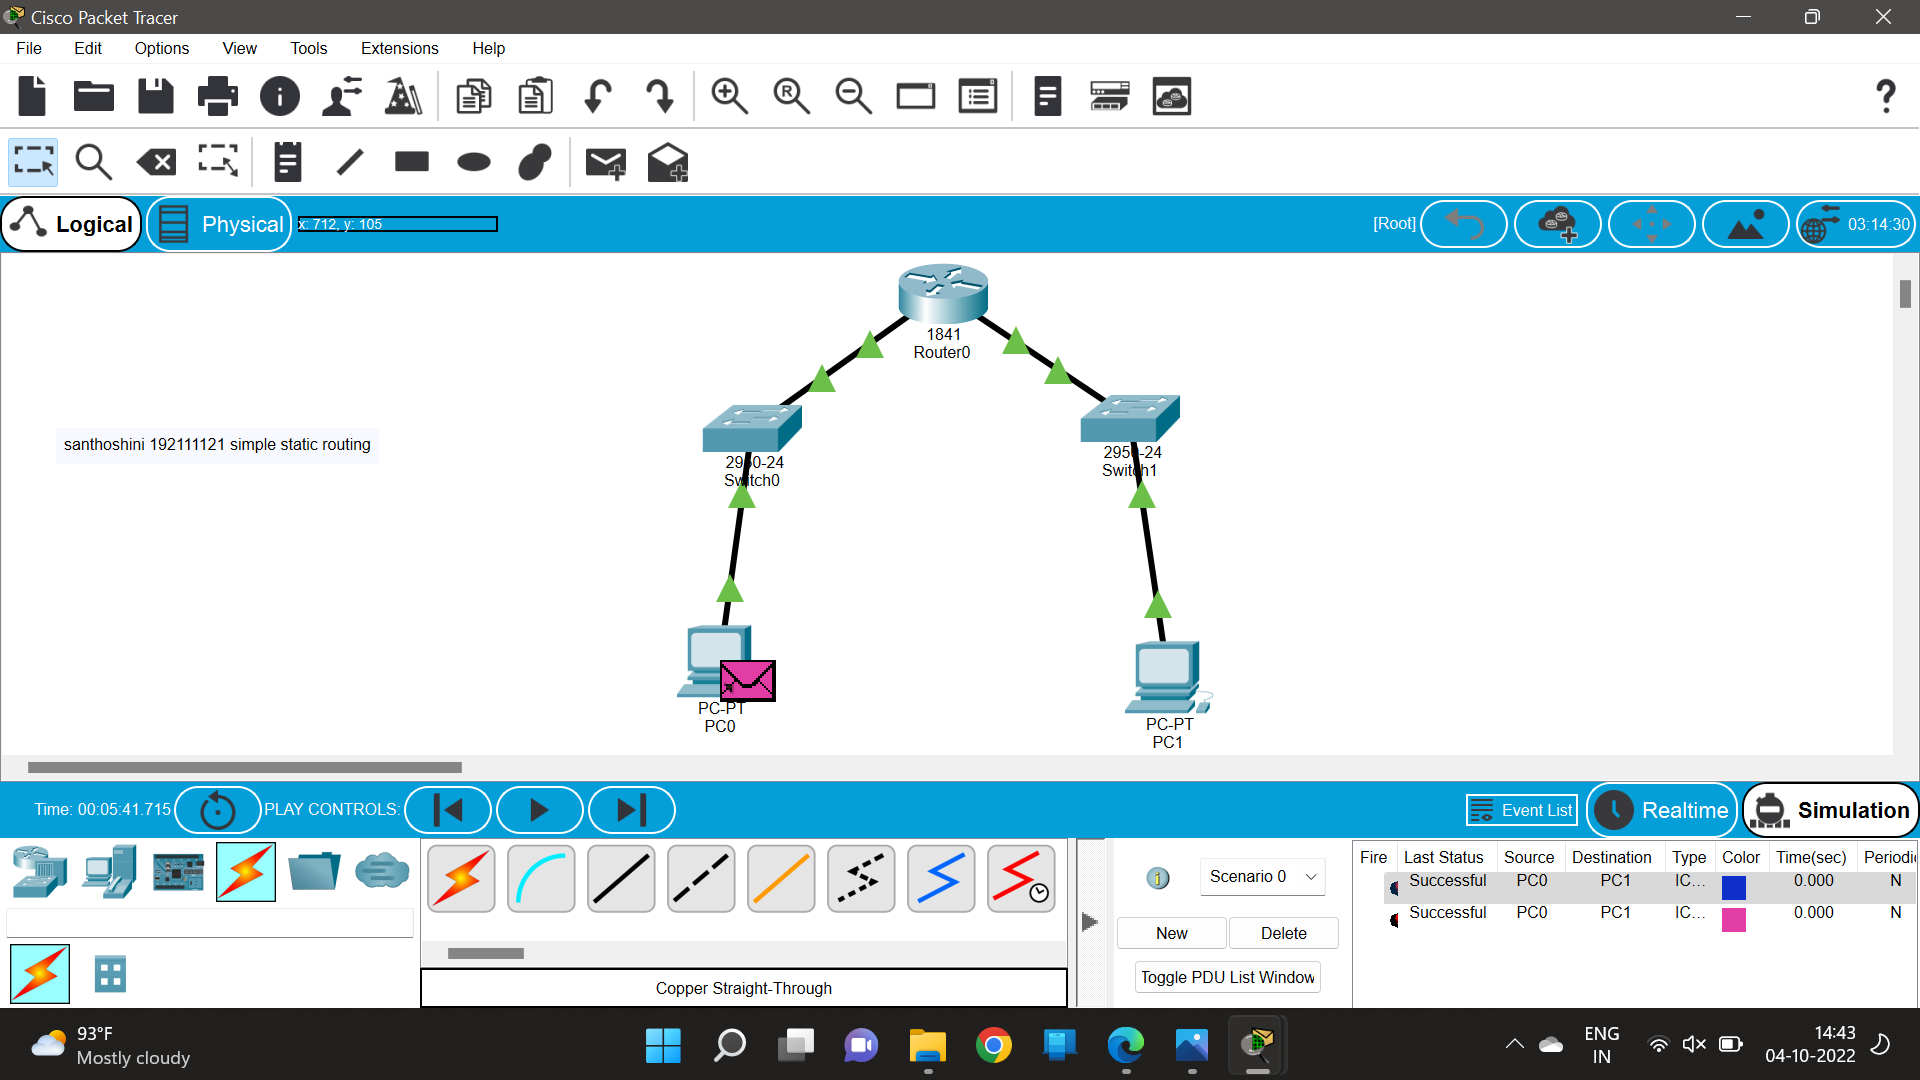 Cisco Packet Tracer
File Edit Options View Tools Extensions Help
Logical Physical x: 712, y: 105 [Root] 03:14:30
1841
Router0
santhoshini 192111121 simple static routing
2950-24
Switch0
2950-24
Switch1
PC-PT
PC0
PC-PT
PC1
Time: 00:05:41.715 PLAY CONTROLS: Event List Realtime Simulation
Scenario 0
New Delete
Toggle PDU List Window
Copper Straight-Through
Fire Last Status Source Destination Type Color Time(sec) Periodi
Successful PC0 PC1 IC... 0.000 N
Successful PC0 PC1 IC... 0.000 N
93°F
Mostly cloudy
ENG
IN
14:43
04-10-2022